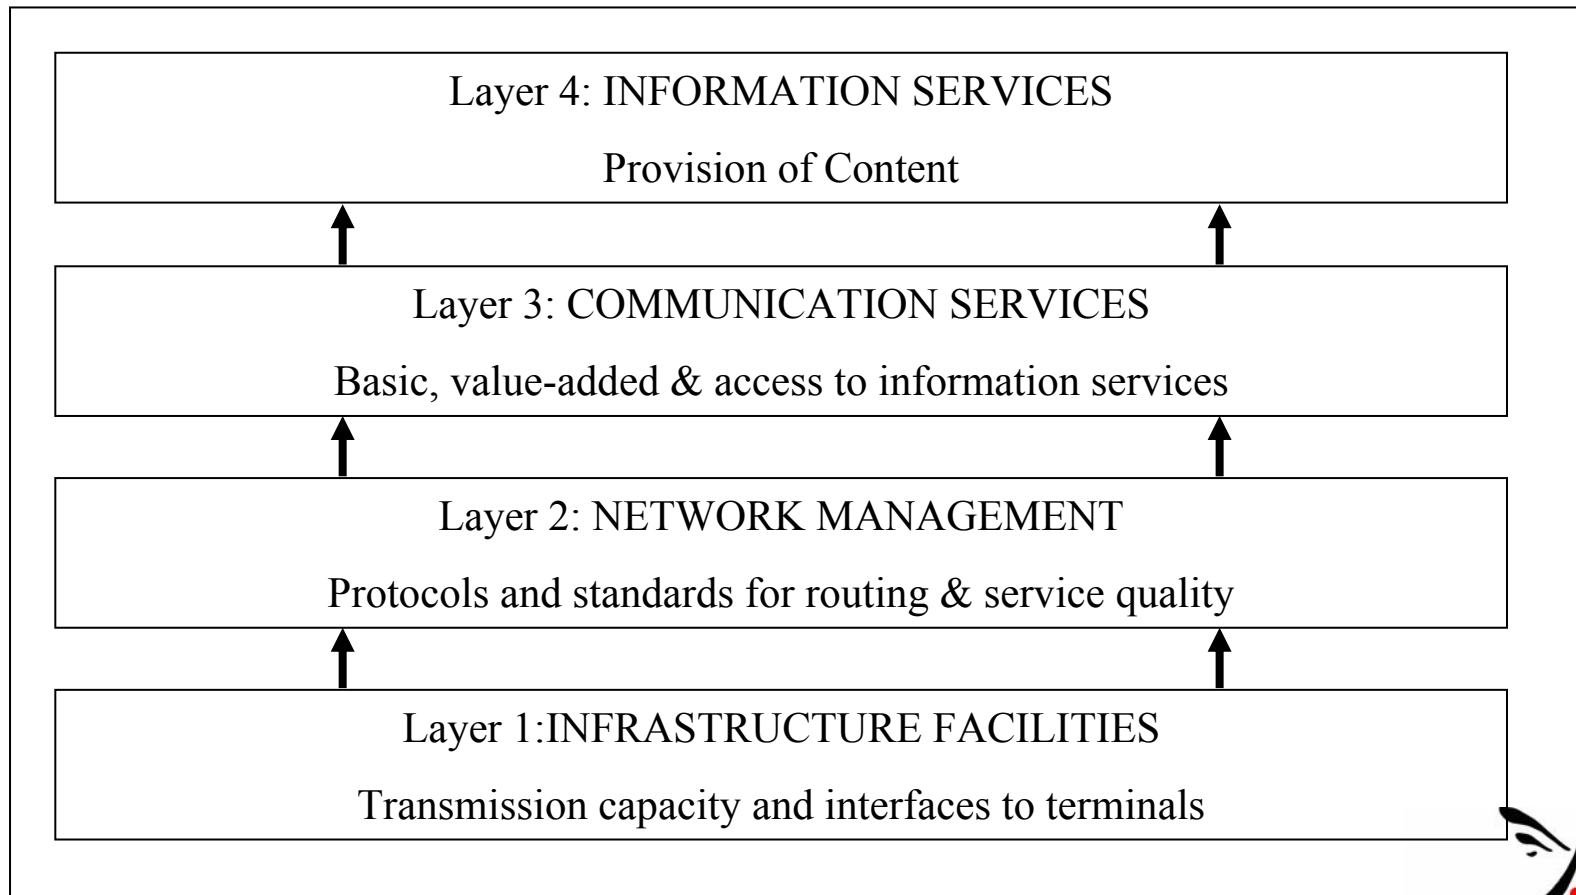 Layer 4: INFORMATION SERVICES
Provision of Content
Layer 3: COMMUNICATION SERVICES
Basic, value-added & access to information services
Layer 2: NETWORK MANAGEMENT
Protocols and standards for routing & service quality
Layer 1:INFRASTRUCTURE FACILITIES
Transmission capacity and interfaces to terminals